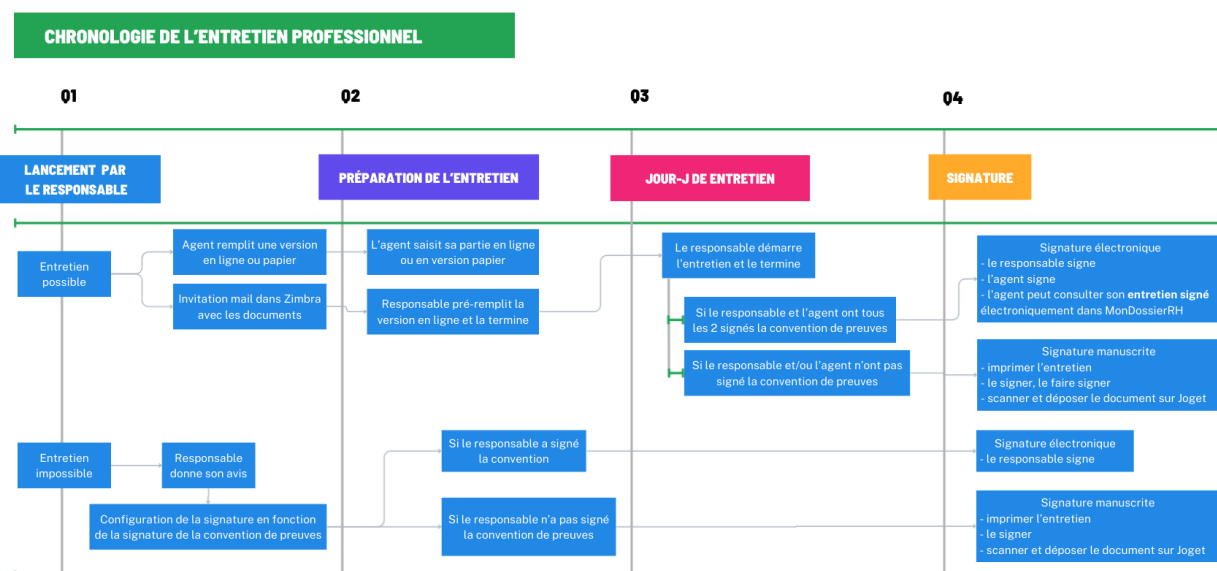 CHRONOLOGIE DE L'ENTRETIEN PROFESSIONNEL
Q1
Q2
Q3
Q4
LANCEMENT PAR
LE RESPONSABLE
PRÉPARATION DE L'ENTRETIEN
JOUR-J DE ENTRETIEN
SIGNATURE
Entretien
possible
Agent remplit une version
en ligne ou papier
Invitation mail dans Zimbra
avec les documents
L'agent saisit sa partie en ligne
ou en version papier
Responsable pré-remplit la
version en ligne et la termine
Le responsable démarre
l'entretien et le termine
Si le responsable et l'agent ont tous
les 2 signés la convention de preuves
Si le responsable et/ou l'agent n'ont pas
signé la convention de preuves
Signature électronique
- le responsable signe
- l'agent signe
- l'agent peut consulter son entretien signé
électroniquement dans MonDossierRH
Signature manuscrite
- imprimer l'entretien
- le signer, le faire signer
- scanner et déposer le document sur Joget
Entretien
impossible
Responsable
donne son avis
Configuration de la signature en fonction
de la signature de la convention de preuves
Si le responsable a signé
la convention
Si le responsable n'a pas signé
la convention de preuves
Signature électronique
- le responsable signe
Signature manuscrite
- imprimer l'entretien
- le signer
- scanner et déposer le document sur Joget